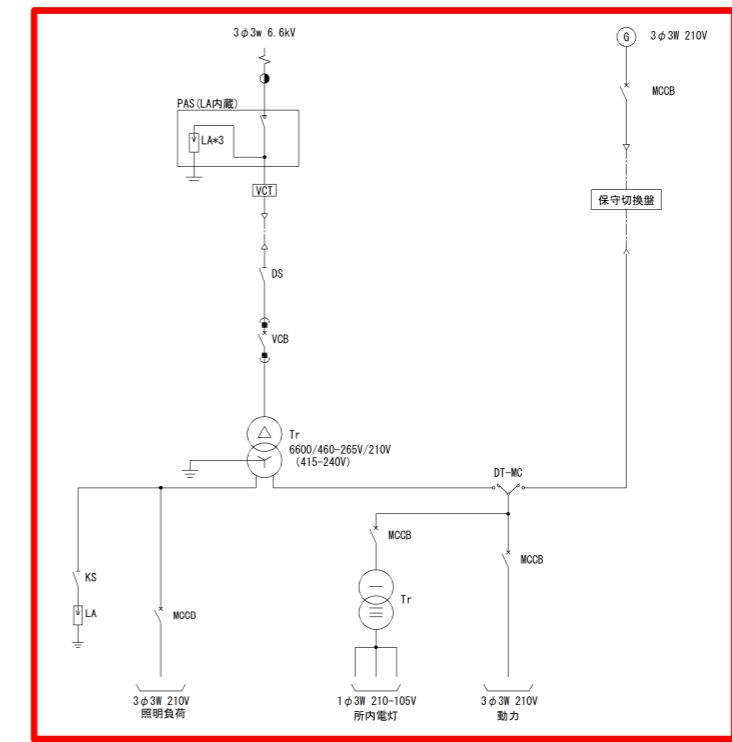 3φ3w 6.6kV
G 3φ3W 210V
MCCB
PAS(LA内蔵)
LA*3
VCT
保守切換盤
DS
VCB
Tr
6600/460-265V/210V
(415-240V)
DT-MC
MCCB
MCCB
KS
Tr
LA
MCCB
3φ3W 210V
照明負荷
1φ3W 210-105V
所内電灯
3φ3W 210V
動力